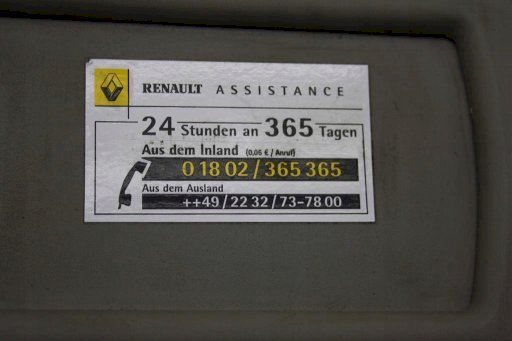 RENAULT ASSISTANCE
24 Stunden an 365 Tagen
Aus dem Inland (0,06 € / Anruf)
0 18 02 / 365 365
Aus dem Ausland
++49 / 22 32 / 73-78 00